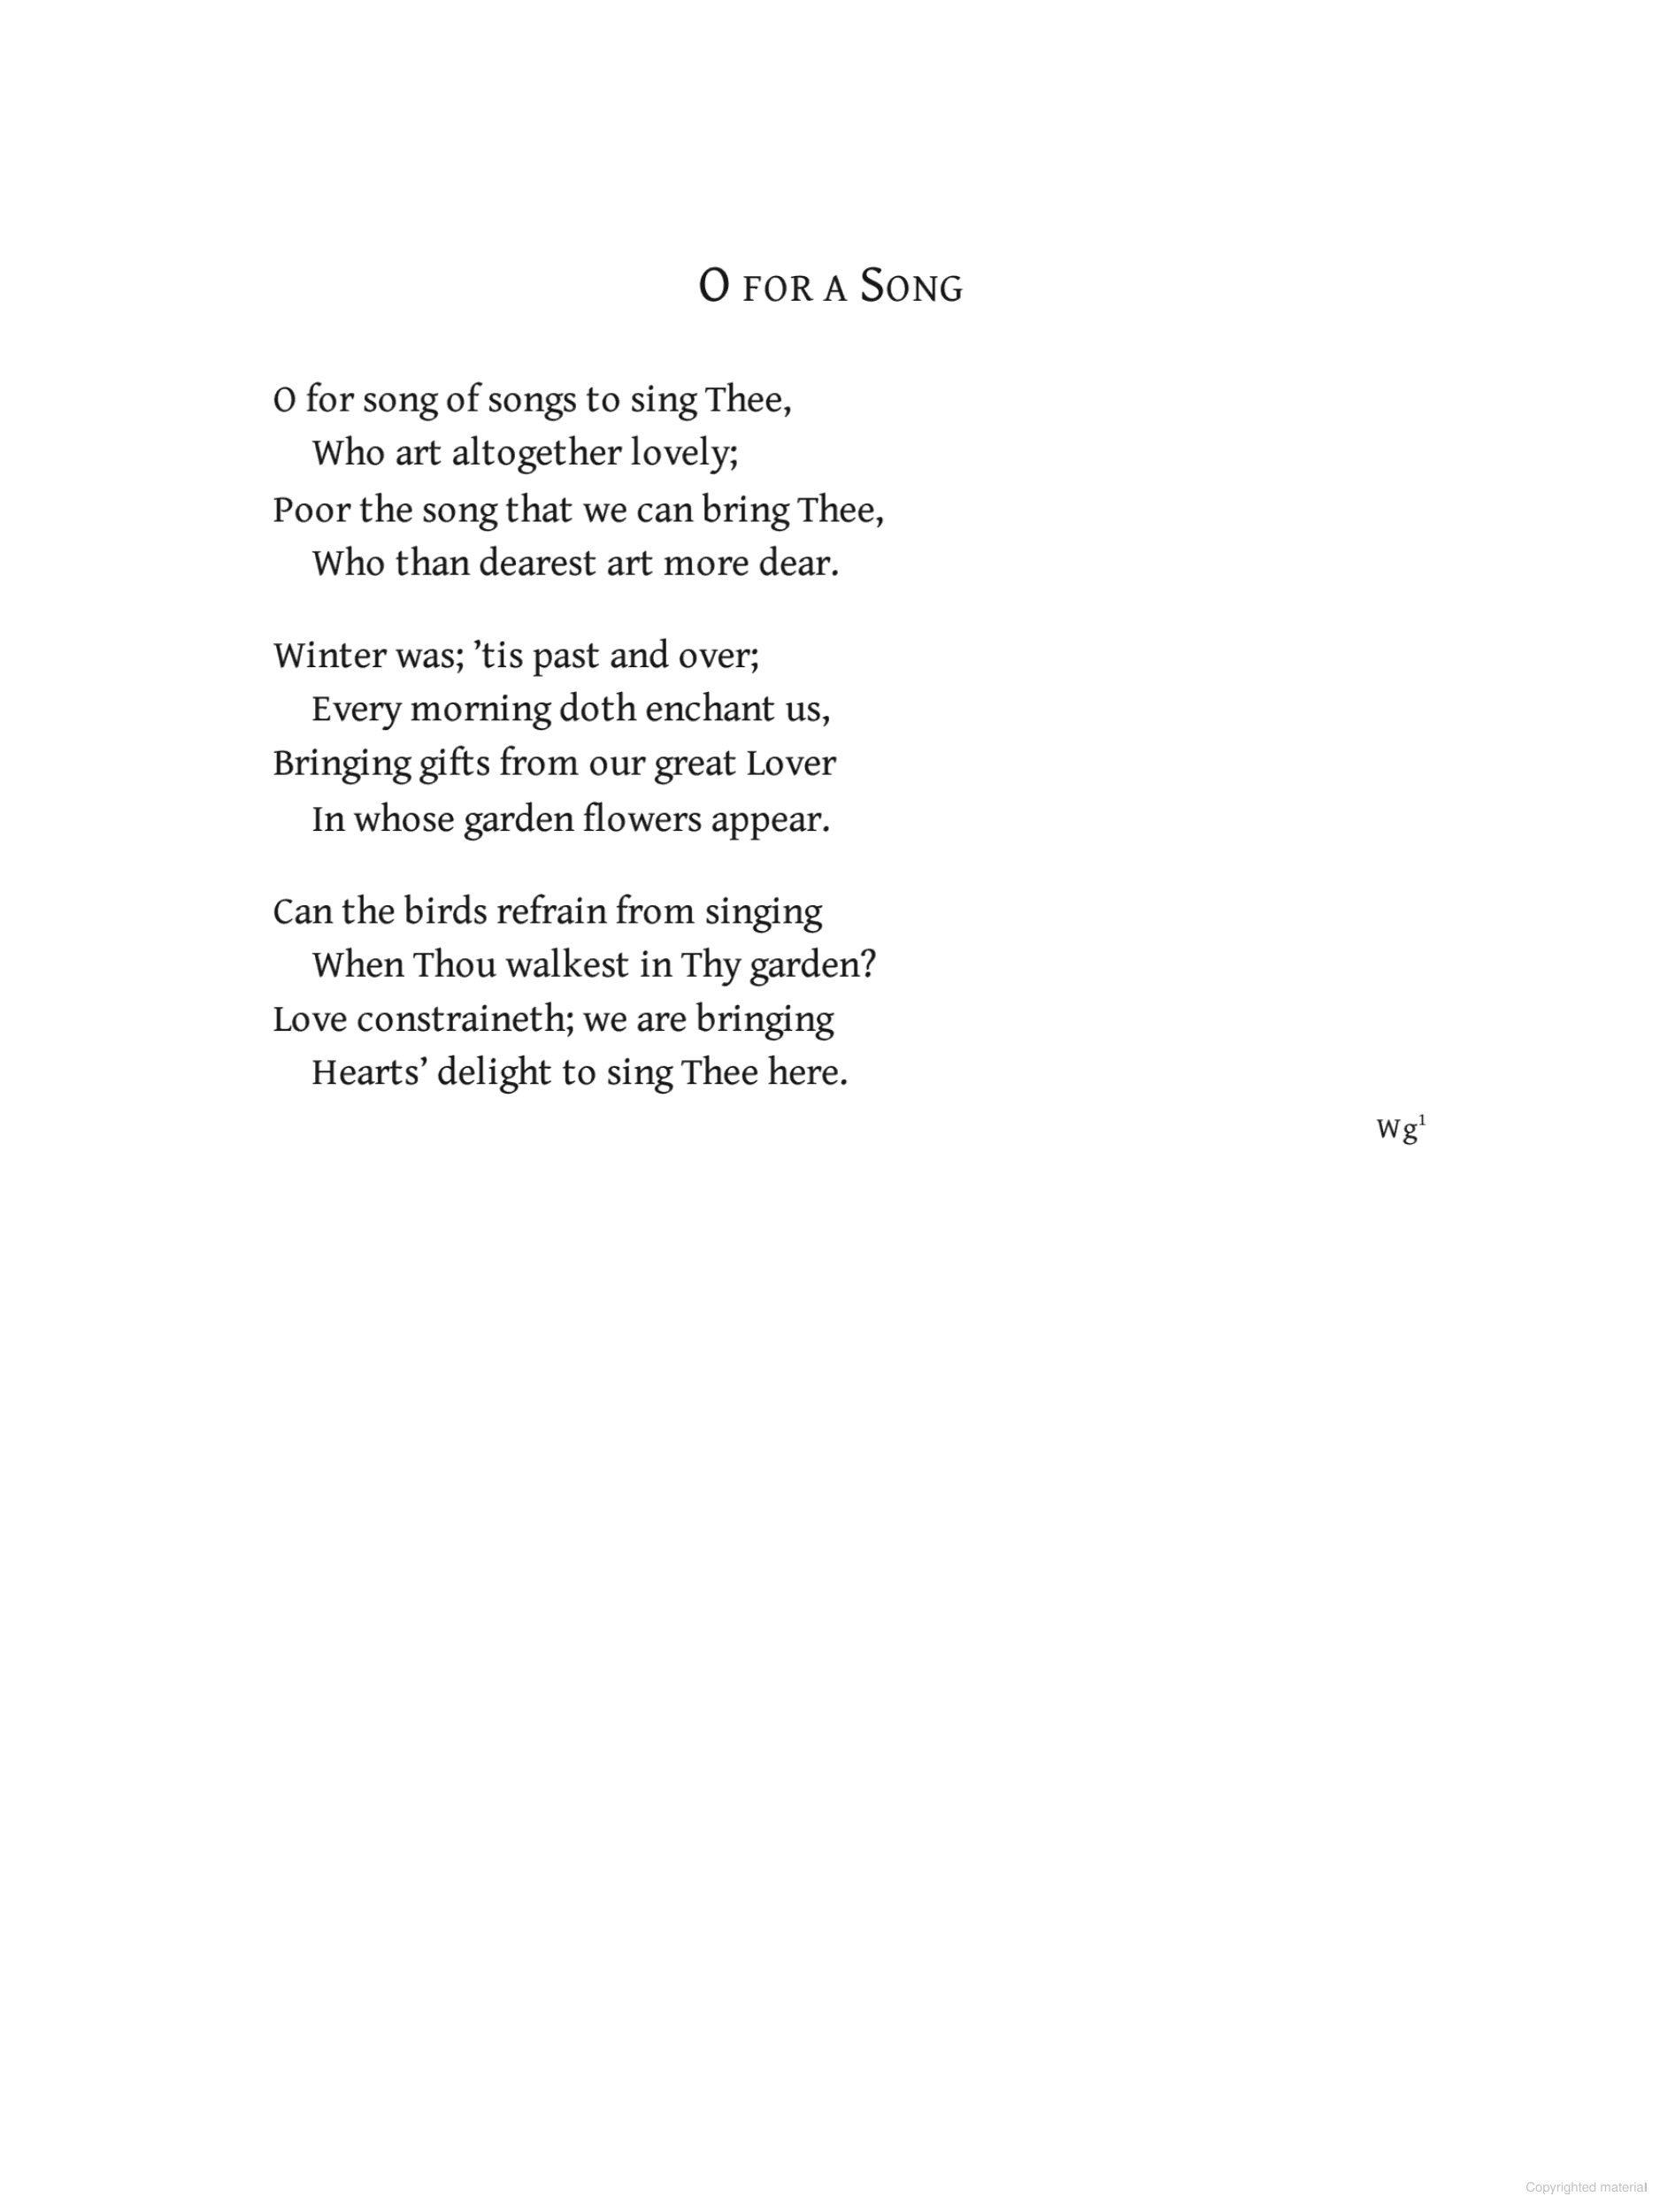 O for a Song
O for song of songs to sing Thee,
Who art altogether lovely;
Poor the song that we can bring Thee,
Who than dearest art more dear.
Winter was; ’tis past and over;
Every morning doth enchant us,
Bringing gifts from our great Lover
In whose garden flowers appear.
Can the birds refrain from singing
When Thou walkest in Thy garden?
Love constraineth; we are bringing
Hearts’ delight to sing Thee here.
Wg¹
Copyrighted material